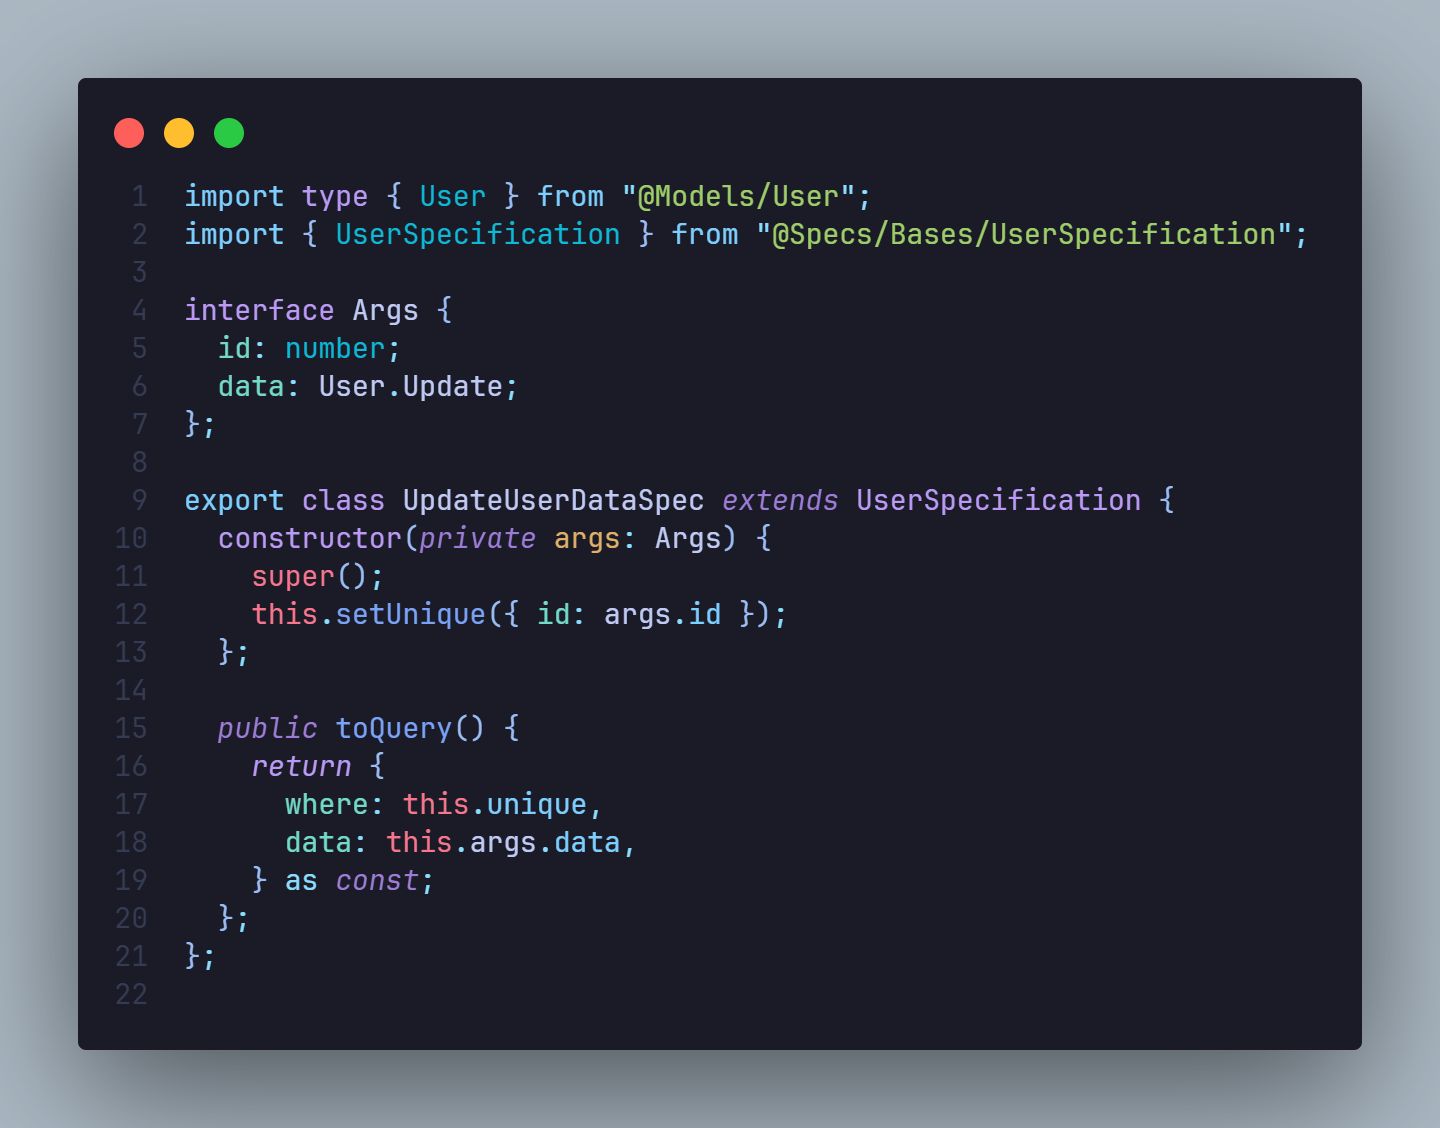 1 import type { User } from "@Models/User";
2 import { UserSpecification } from "@Specs/Bases/UserSpecification";
3
4 interface Args {
5   id: number;
6   data: User.Update;
7 };
8
9 export class UpdateUserDataSpec extends UserSpecification {
10   constructor(private args: Args) {
11     super();
12     this.setUnique({ id: args.id });
13   };
14
15   public toQuery() {
16     return {
17       where: this.unique,
18       data: this.args.data,
19     } as const;
20   };
21 };
22